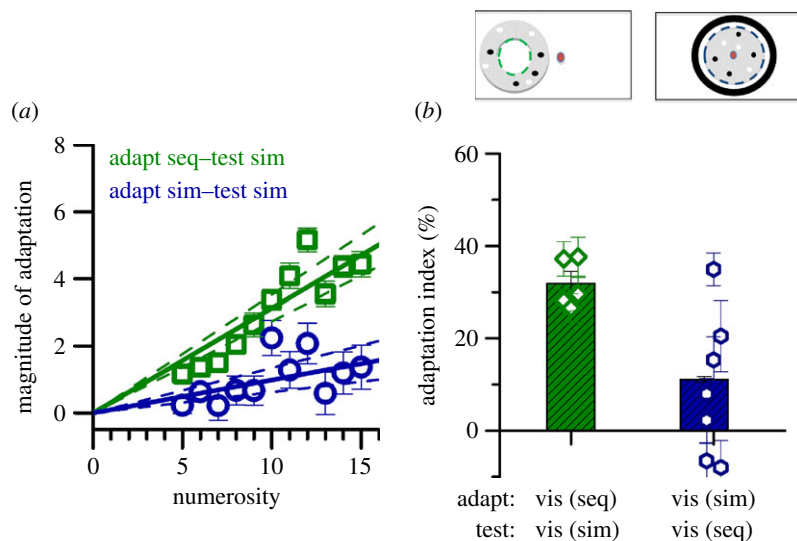 (a)
(b)
8
6
4
2
0
magnitude of adaptation
adapt seq–test sim
adapt sim–test sim
0
5
10
15
numerosity
60
40
20
0
adaptation index (%)
adapt: vis (seq) vis (sim)
test: vis (sim) vis (seq)